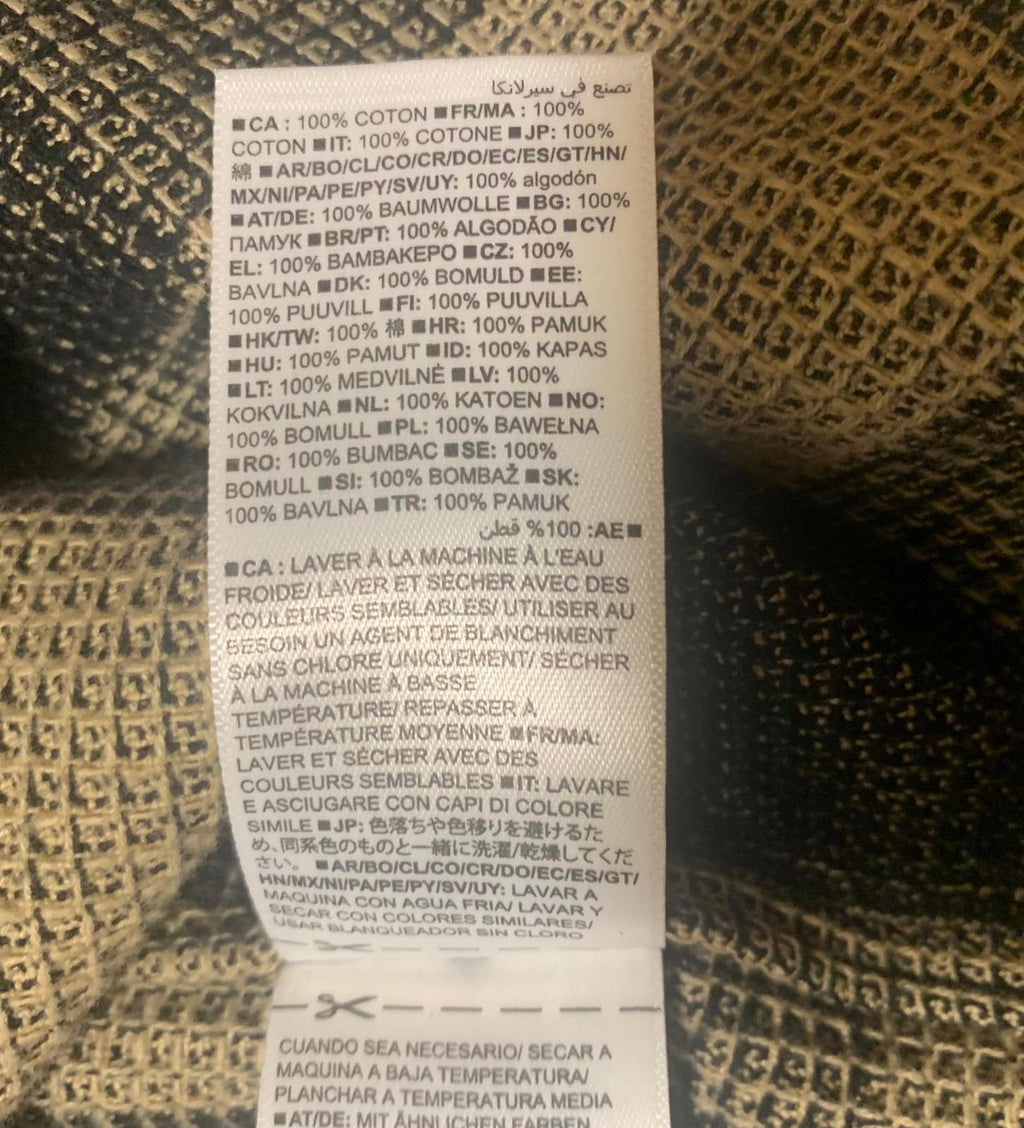 تصنع في سيرلانكا
■CA : 100% COTON ■FR/MA : 100%
COTON ■IT: 100% COTONE ■JP: 100%
綿 ■AR/BO/CL/CO/CR/DO/EC/ES/GT/HN/
MX/NI/PA/PE/PY/SV/UY: 100% algodón
■AT/DE: 100% BAUMWOLLE ■BG: 100%
ПАМУК ■BR/PT: 100% ALGODÃO ■CY/
EL: 100% ΒΑΜΒΑΚΕΡΟ ■CZ: 100%
BAVLNA ■DK: 100% BOMULD ■EE:
100% PUUVILL ■FI: 100% PUUVILLA
■HK/TW: 100% 棉 ■HR: 100% PAMUK
■HU: 100% PAMUT ■ID: 100% KAPAS
■LT: 100% MEDVILNĖ ■LV: 100%
KOKVILNA ■NL: 100% KATOEN ■NO:
100% BOMULL ■PL: 100% BAWEŁNA
■RO: 100% BUMBAC ■SE: 100%
BOMULL ■SI: 100% BOMBAŽ ■SK:
100% BAVLNA ■TR: 100% PAMUK
■AE: 100% قطن
■CA : LAVER À LA MACHINE À L'EAU
FROIDE/ LAVER ET SÉCHER AVEC DES
COULEURS SEMBLABLES/ UTILISER AU
BESOIN UN AGENT DE BLANCHIMENT
SANS CHLORE UNIQUEMENT/ SÉCHER
À LA MACHINE À BASSE
TEMPÉRATURE/ REPASSER À
TEMPÉRATURE MOYENNE ■FR/MA:
LAVER ET SÉCHER AVEC DES
COULEURS SEMBLABLES ■IT: LAVARE
E ASCIUGARE CON CAPI DI COLORE
SIMILE ■JP: 色落ちや色移りを避けるた
め、同系色のものと一緒に洗濯/乾燥してくだ
さい。 ■AR/BO/CL/CO/CR/DO/EC/ES/GT/
HN/MX/NI/PA/PE/PY/SV/UY: LAVAR A
MAQUINA CON AGUA FRIA/ LAVAR Y
SECAR CON COLORES SIMILARES/
USAR BLANQUEADOR SIN CLORO
CUANDO SEA NECESARIO/ SECAR A
MAQUINA A BAJA TEMPERATURA/
PLANCHAR A TEMPERATURA MEDIA
■AT/DE: MIT ÄHNLICHEN FARBEN